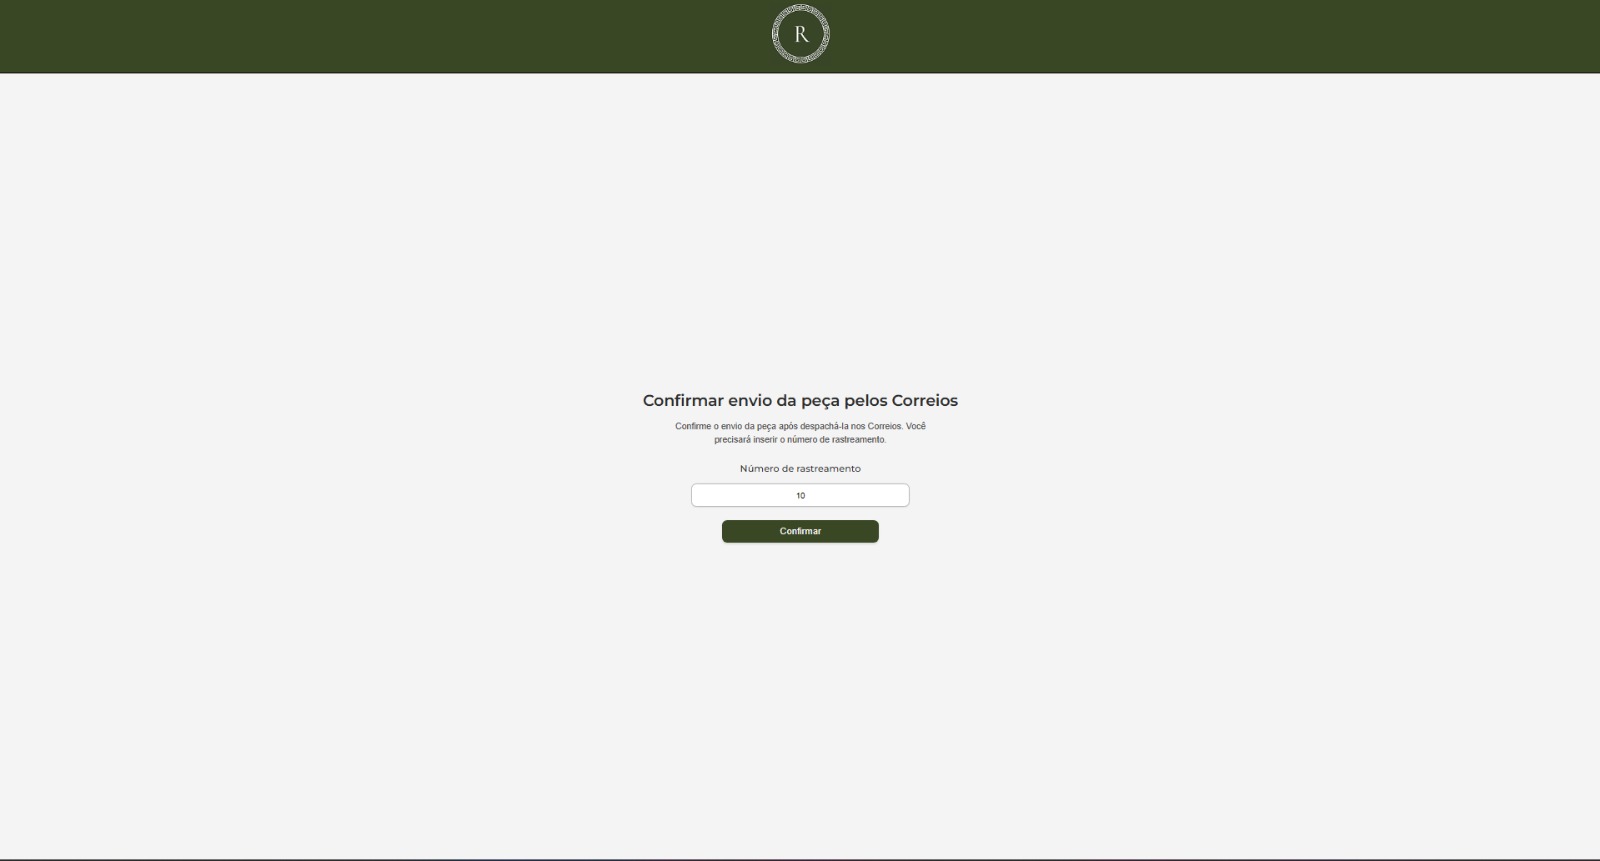 R
Confirmar envio da peça pelos Correios
Confirme o envio da peça após despachá-la nos Correios. Você
precisará inserir o número de rastreamento.
Número de rastreamento
10
Confirmar